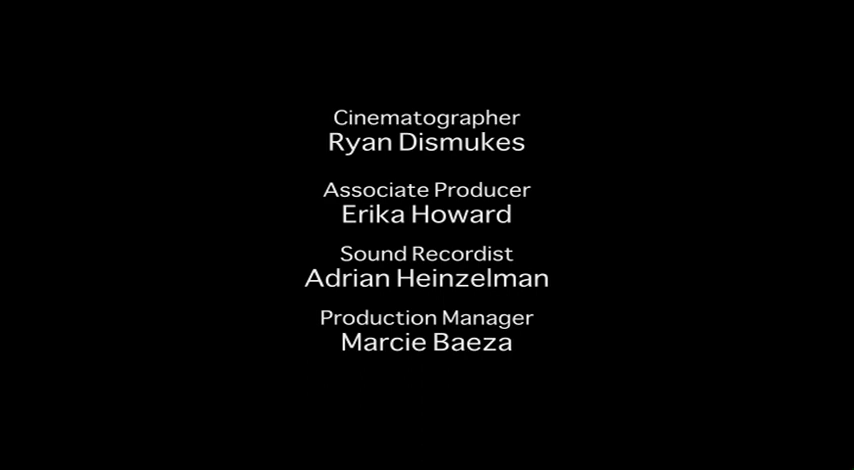 Cinematographer
Ryan Dismukes
Associate Producer
Erika Howard
Sound Recordist
Adrian Heinzelman
Production Manager
Marcie Baeza